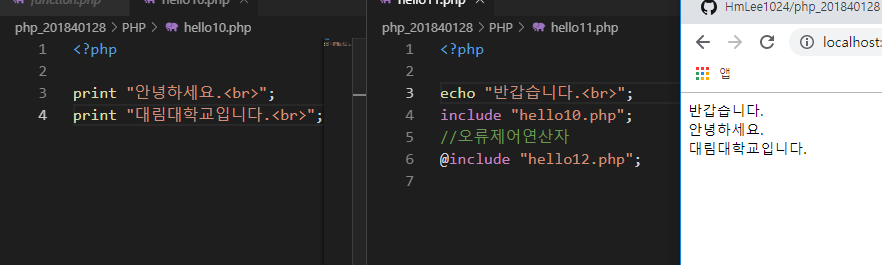 function.php
hello10.php
php_201840128 > PHP > hello10.php
1 <?php
2
3 print "안녕하세요.<br>";
4 print "대림대학교입니다.<br>";
hello11.php
php_201840128 > PHP > hello11.php
1 <?php
2
3 echo "반갑습니다.<br>";
4 include "hello10.php";
5 //오류제어연산자
6 @include "hello12.php";
7
HmLee1024/php_201840128
localhost:
앱
반갑습니다.
안녕하세요.
대림대학교입니다.